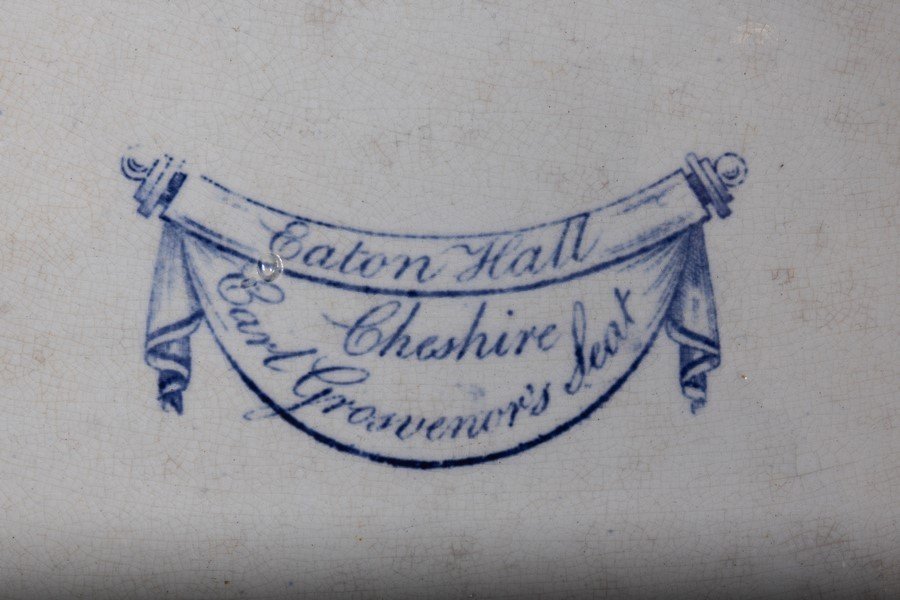 Eaton Hall
Cheshire
Earl Grosvenor's Seat